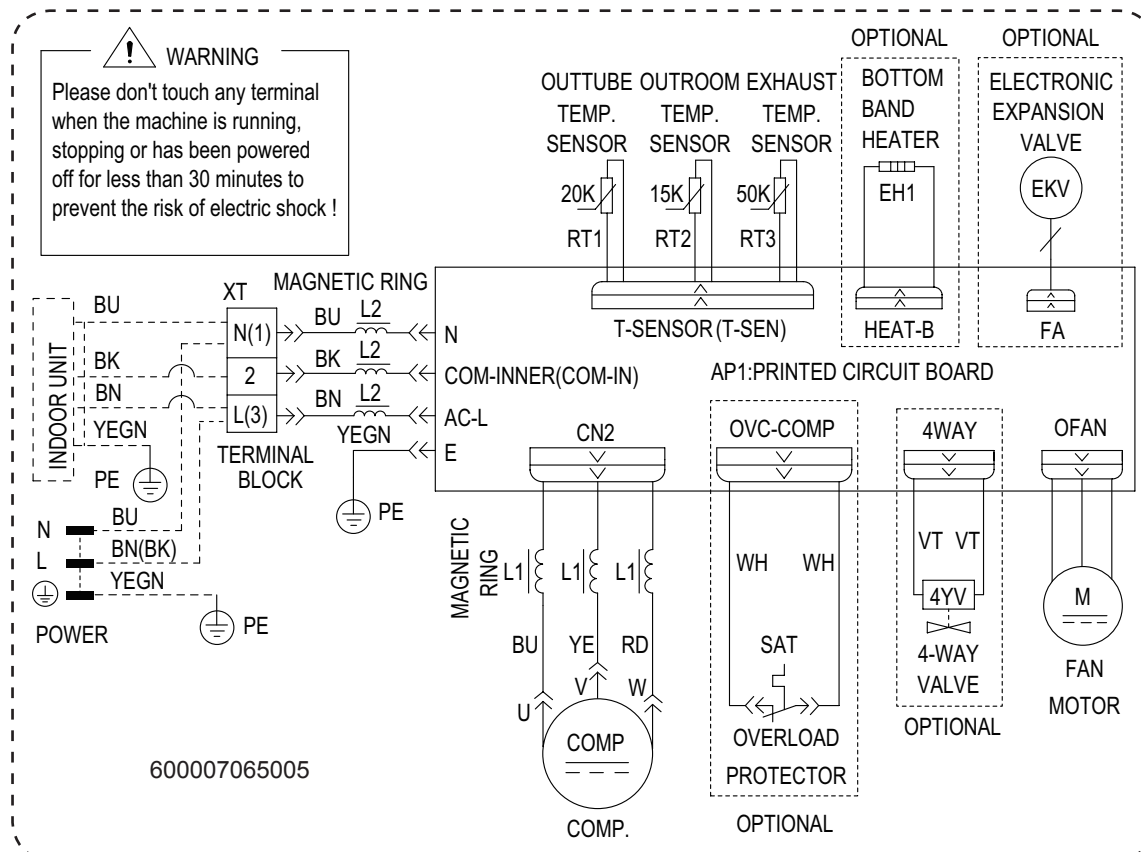 WARNING
Please don't touch any terminal
when the machine is running,
stopping or has been powered
off for less than 30 minutes to
prevent the risk of electric shock !
OPTIONAL
OPTIONAL
OUTTUBE OUTROOM EXHAUST
TEMP. TEMP. TEMP.
SENSOR SENSOR SENSOR
20K 15K 50K
RT1 RT2 RT3
BOTTOM
BAND
HEATER
EH1
ELECTRONIC
EXPANSION
VALVE
EKV
T-SENSOR (T-SEN)
HEAT-B
FA
INDOOR UNIT
BU
BK
BN
YEGN
PE
XT
N(1)
2
L(3)
TERMINAL
BLOCK
MAGNETIC RING
BU L2
BK L2
BN L2
YEGN
PE
N
COM-INNER(COM-IN)
AC-L
E
AP1:PRINTED CIRCUIT BOARD
N
L
BU
BN(BK)
YEGN
PE
POWER
CN2
OVC-COMP
4WAY
OFAN
MAGNETIC
RING
L1 L1 L1
BU YE RD
U V W
COMP
COMP.
WH WH
SAT
OVERLOAD
PROTECTOR
OPTIONAL
VT VT
4YV
4-WAY
VALVE
OPTIONAL
M
FAN
MOTOR
600007065005